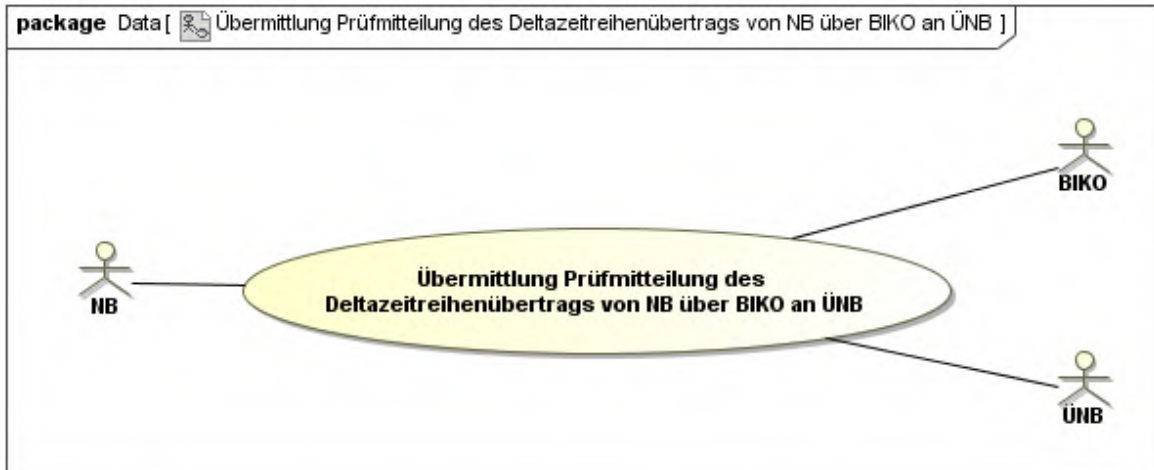 package Data [ Übermittlung Prüfmitteilung des Deltazeitreihenübertrags von NB über BIKO an ÜNB ]
BIKO
Übermittlung Prüfmitteilung des
Deltazeitreihenübertrags von NB über BIKO an ÜNB
NB
ÜNB